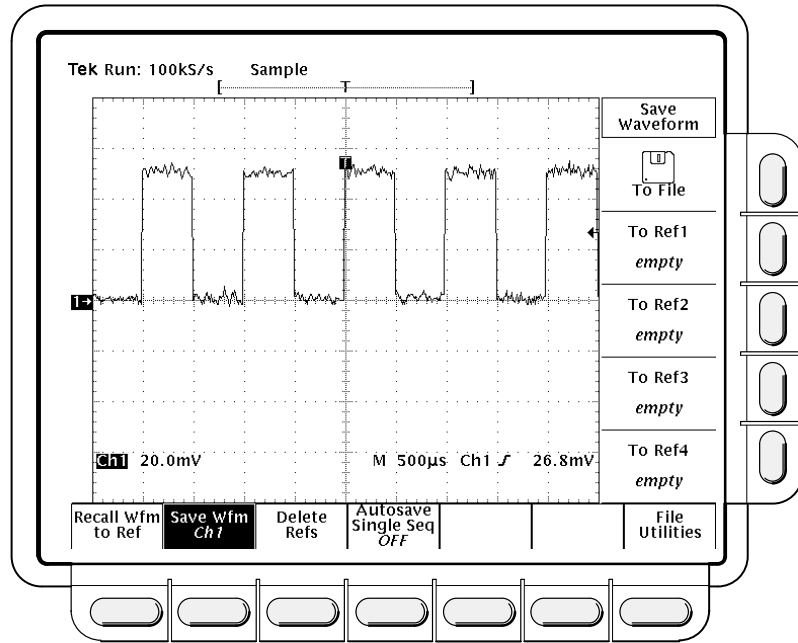 Tek Run: 100kS/s Sample
T
Save
Waveform
T
To File
To Ref1
empty
1
To Ref2
empty
To Ref3
empty
To Ref4
empty
Ch1 20.0mV M 500µs Ch1 26.8mV
Recall Wfm
to Ref
Save Wfm
Ch1
Delete
Refs
Autosave
Single Seq
OFF
File
Utilities